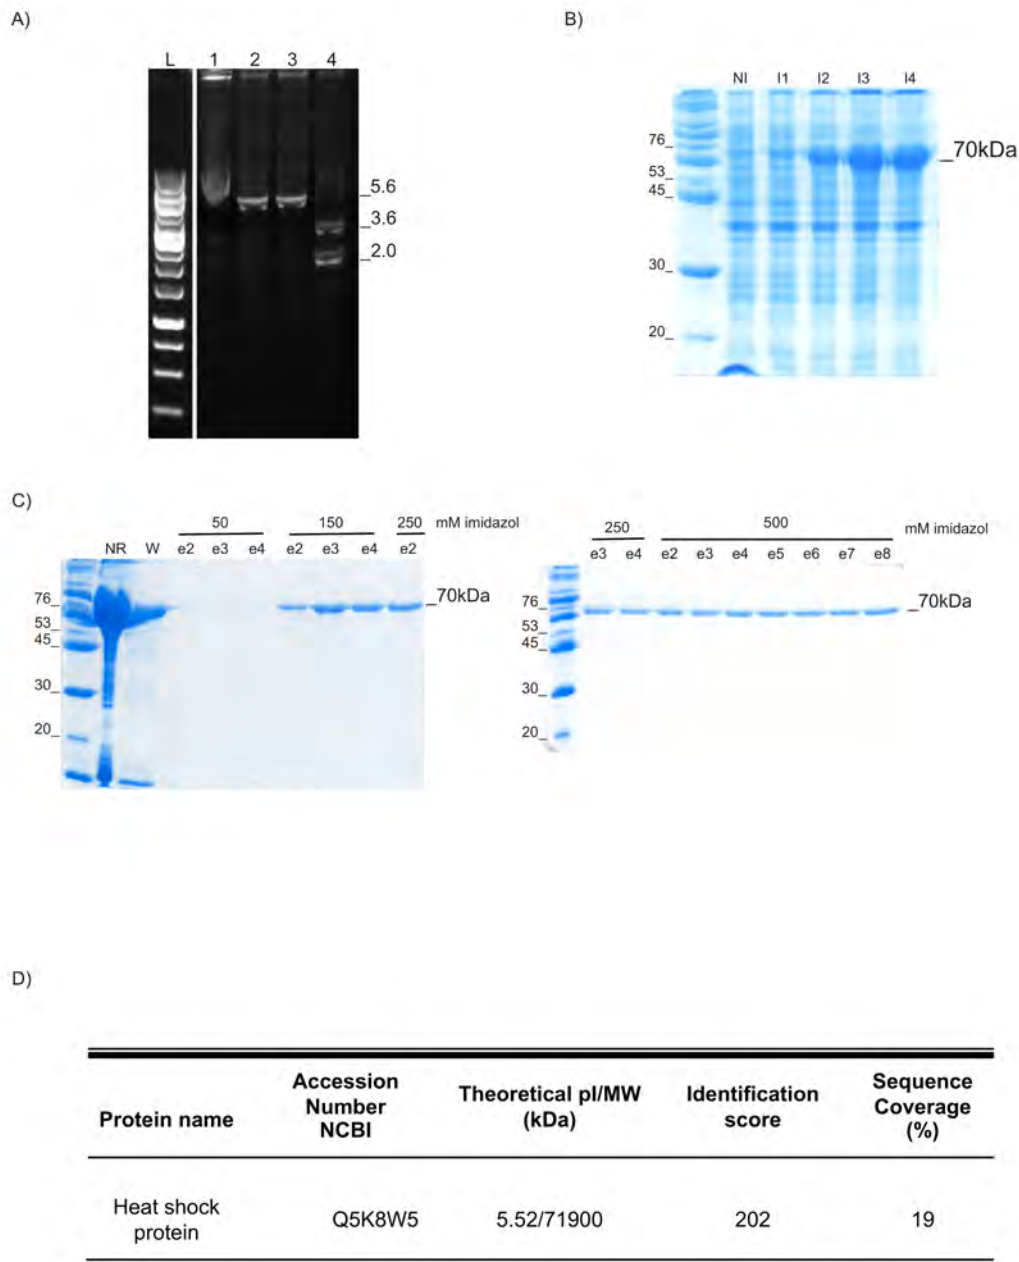 A)
L 1 2 3 4
5.6
3.6
2.0
B)
NI I1 I2 I3 I4
76
53
45
30
20
70kDa
C)
50 150 250 mM imidazol
NR W e2 e3 e4 e2 e3 e4 e2
76
53
45
30
20
70kDa
250 500 mM imidazol
e3 e4 e2 e3 e4 e5 e6 e7 e8
76
53
45
30
20
70kDa
D)
Protein name
Accession
Number
NCBI
Theoretical pI/MW
(kDa)
Identification
score
Sequence
Coverage
(%)
Heat shock
protein
Q5K8W5
5.52/71900
202
19